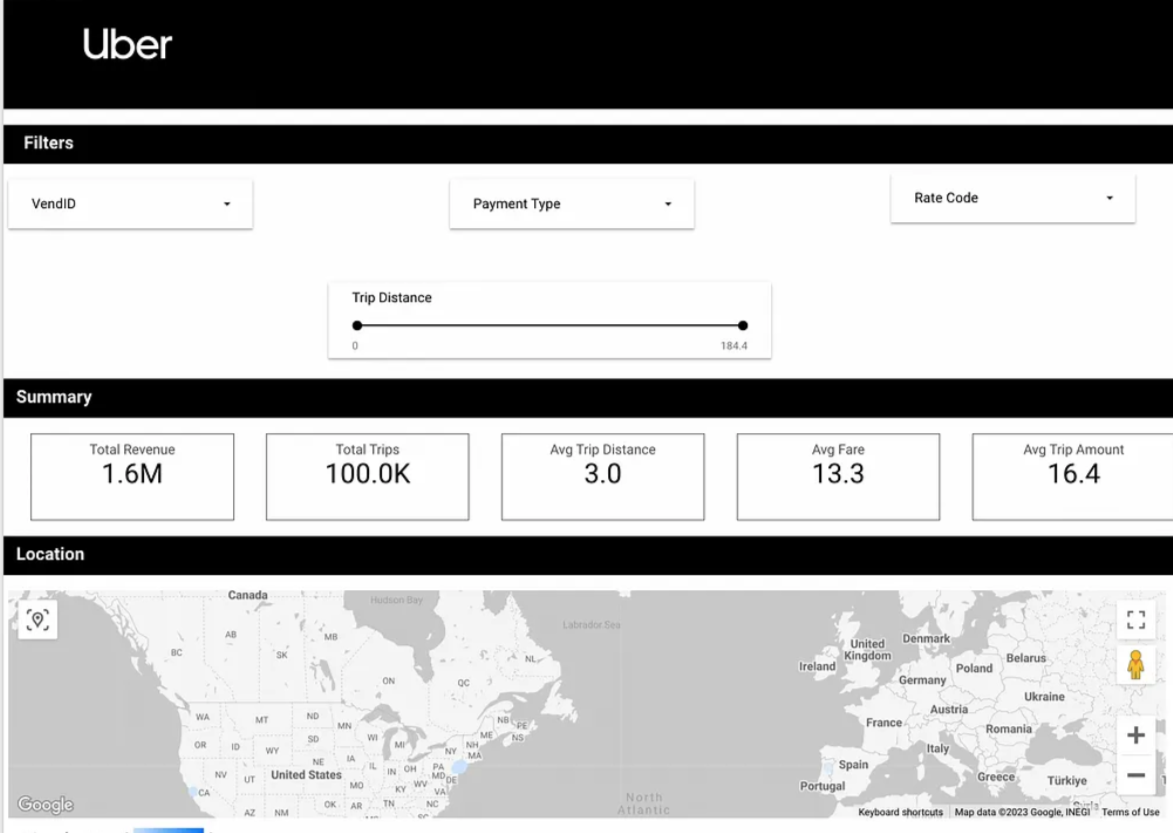 Uber
Filters
VendID
Payment Type
Rate Code
Trip Distance
0
184.4
Summary
Total Revenue
1.6M
Total Trips
100.0K
Avg Trip Distance
3.0
Avg Fare
13.3
Avg Trip Amount
16.4
Location
Canada
Hudson Bay
Labrador Sea
AB
MB
BC
SK
NL
ON
QC
United Kingdom
Denmark
Ireland
Poland
Belarus
Germany
Ukraine
Austria
France
Romania
Italy
Spain
Portugal
Greece
Türkiye
WA
MT
ND
MN
NB
PE
NS
ME
OR
ID
WY
SD
WI
MI
NY
NH
MA
NV
UT
NE
IA
IL
IN
OH
PA
MD
DE
United States
CA
MO
KY
WV
VA
AZ
NM
OK
AR
TN
NC
MS
SC
North Atlantic
Syria
Google
Keyboard shortcuts
Map data ©2023 Google, INEGI
Terms of Use